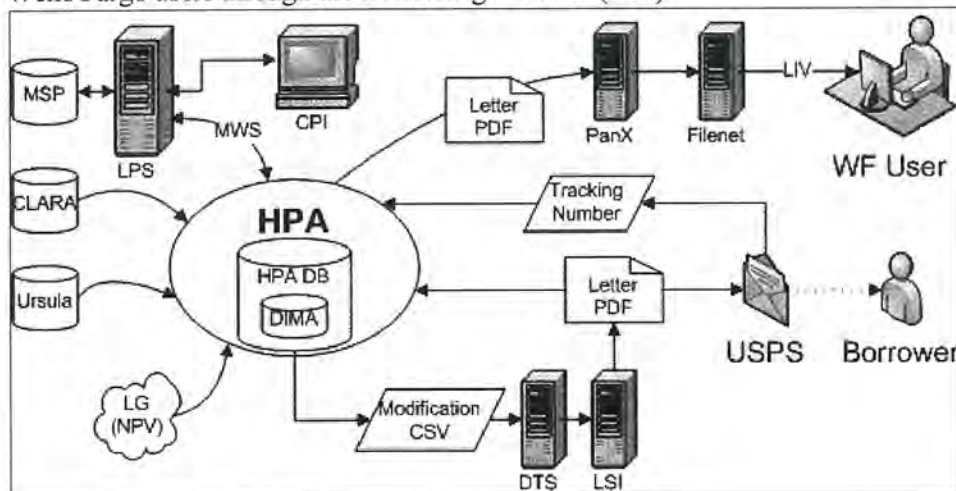 MSP
LPS
CPI
MWS
Letter
PDF
PanX
Filenet
LIV
WF User
CLARA
Ursula
HPA
HPA DB
DIMA
Tracking
Number
Letter
PDF
USPS
Borrower
LG
(NPV)
Modification
CSV
DTS
LSI